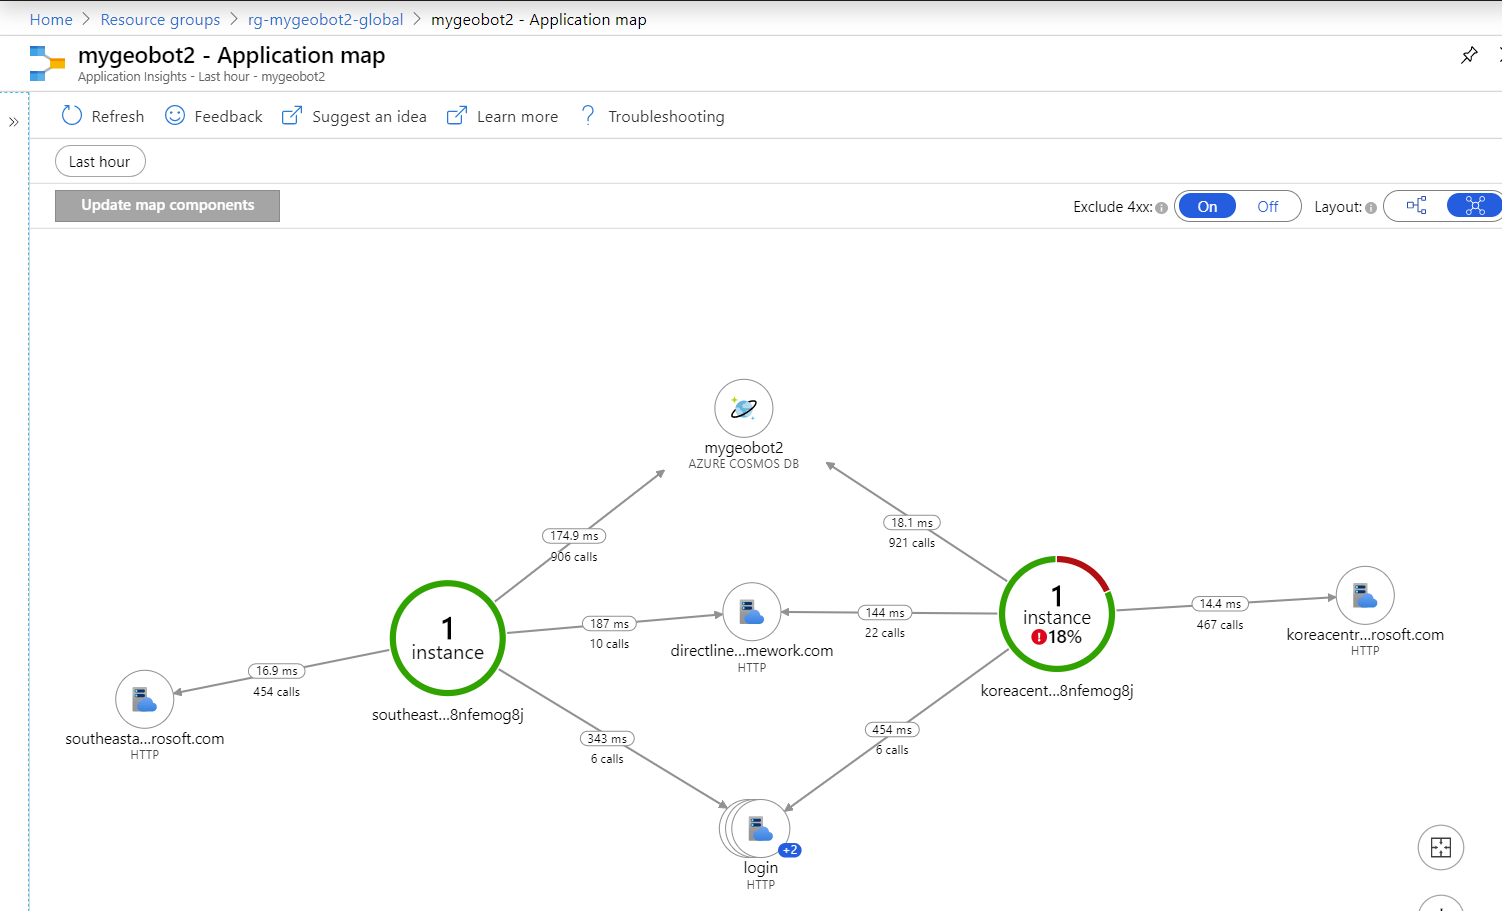 Home > Resource groups > rg-mygeobot2-global > mygeobot2 - Application map
mygeobot2 - Application map
Application Insights - Last hour - mygeobot2
Refresh Feedback Suggest an idea Learn more ? Troubleshooting
Last hour
Update map components
Exclude 4xx: On Off Layout:
mygeobot2
AZURE COSMOS DB
174.9 ms
906 calls
18.1 ms
921 calls
1
instance
southeast...8nfemog8j
187 ms
10 calls
directline...mework.com
HTTP
144 ms
22 calls
1
instance
18%
koreacent...8nfemog8j
14.4 ms
467 calls
koreacentr...rosoft.com
HTTP
16.9 ms
454 calls
southeasta...rosoft.com
HTTP
343 ms
6 calls
454 ms
6 calls
+2
login
HTTP